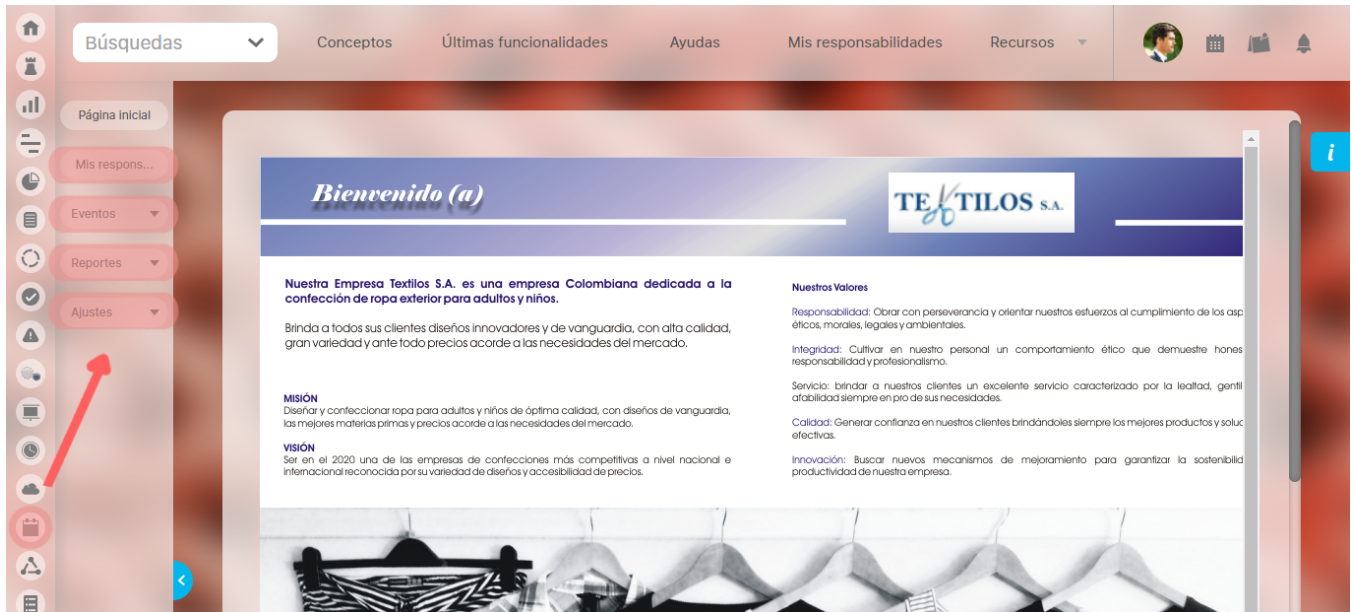 Búsquedas
Conceptos
Últimas funcionalidades
Ayudas
Mis responsabilidades
Recursos
Página inicial
Mis respons...
Eventos
Reportes
Ajustes
i
Bienvenido (a)
TEXTILOS S.A.
Nuestra Empresa Textilos S.A. es una empresa Colombiana dedicada a la
confección de ropa exterior para adultos y niños.
Brinda a todos sus clientes diseños innovadores y de vanguardia, con alta calidad,
gran variedad y ante todo precios acorde a las necesidades del mercado.
MISIÓN
Diseñar y confeccionar ropa para adultos y niños de óptima calidad, con diseños de vanguardia,
las mejores materias primas y precios acorde a las necesidades del mercado.
VISIÓN
Ser en el 2020 una de las empresas de confecciones más competitivas a nivel nacional e
internacional reconocida por su variedad de diseños y accesibilidad de precios.
Nuestros Valores
Responsabilidad: Obrar con perseverancia y orientar nuestros esfuerzos al cumplimiento de los asp
éticos, morales, legales y ambientales.
Integridad: Cultivar en nuestro personal un comportamiento ético que demuestre hones
responsabilidad y profesionalismo.
Servicio: brindar a nuestros clientes un excelente servicio caracterizado por la lealtad, gentil
afabilidad siempre en pro de sus necesidades.
Calidad: Generar confianza en nuestros clientes brindándoles siempre los mejores productos y soluc
efectivas.
Innovación: Buscar nuevos mecanismos de mejoramiento para garantizar la sostenibilid
productividad de nuestra empresa.